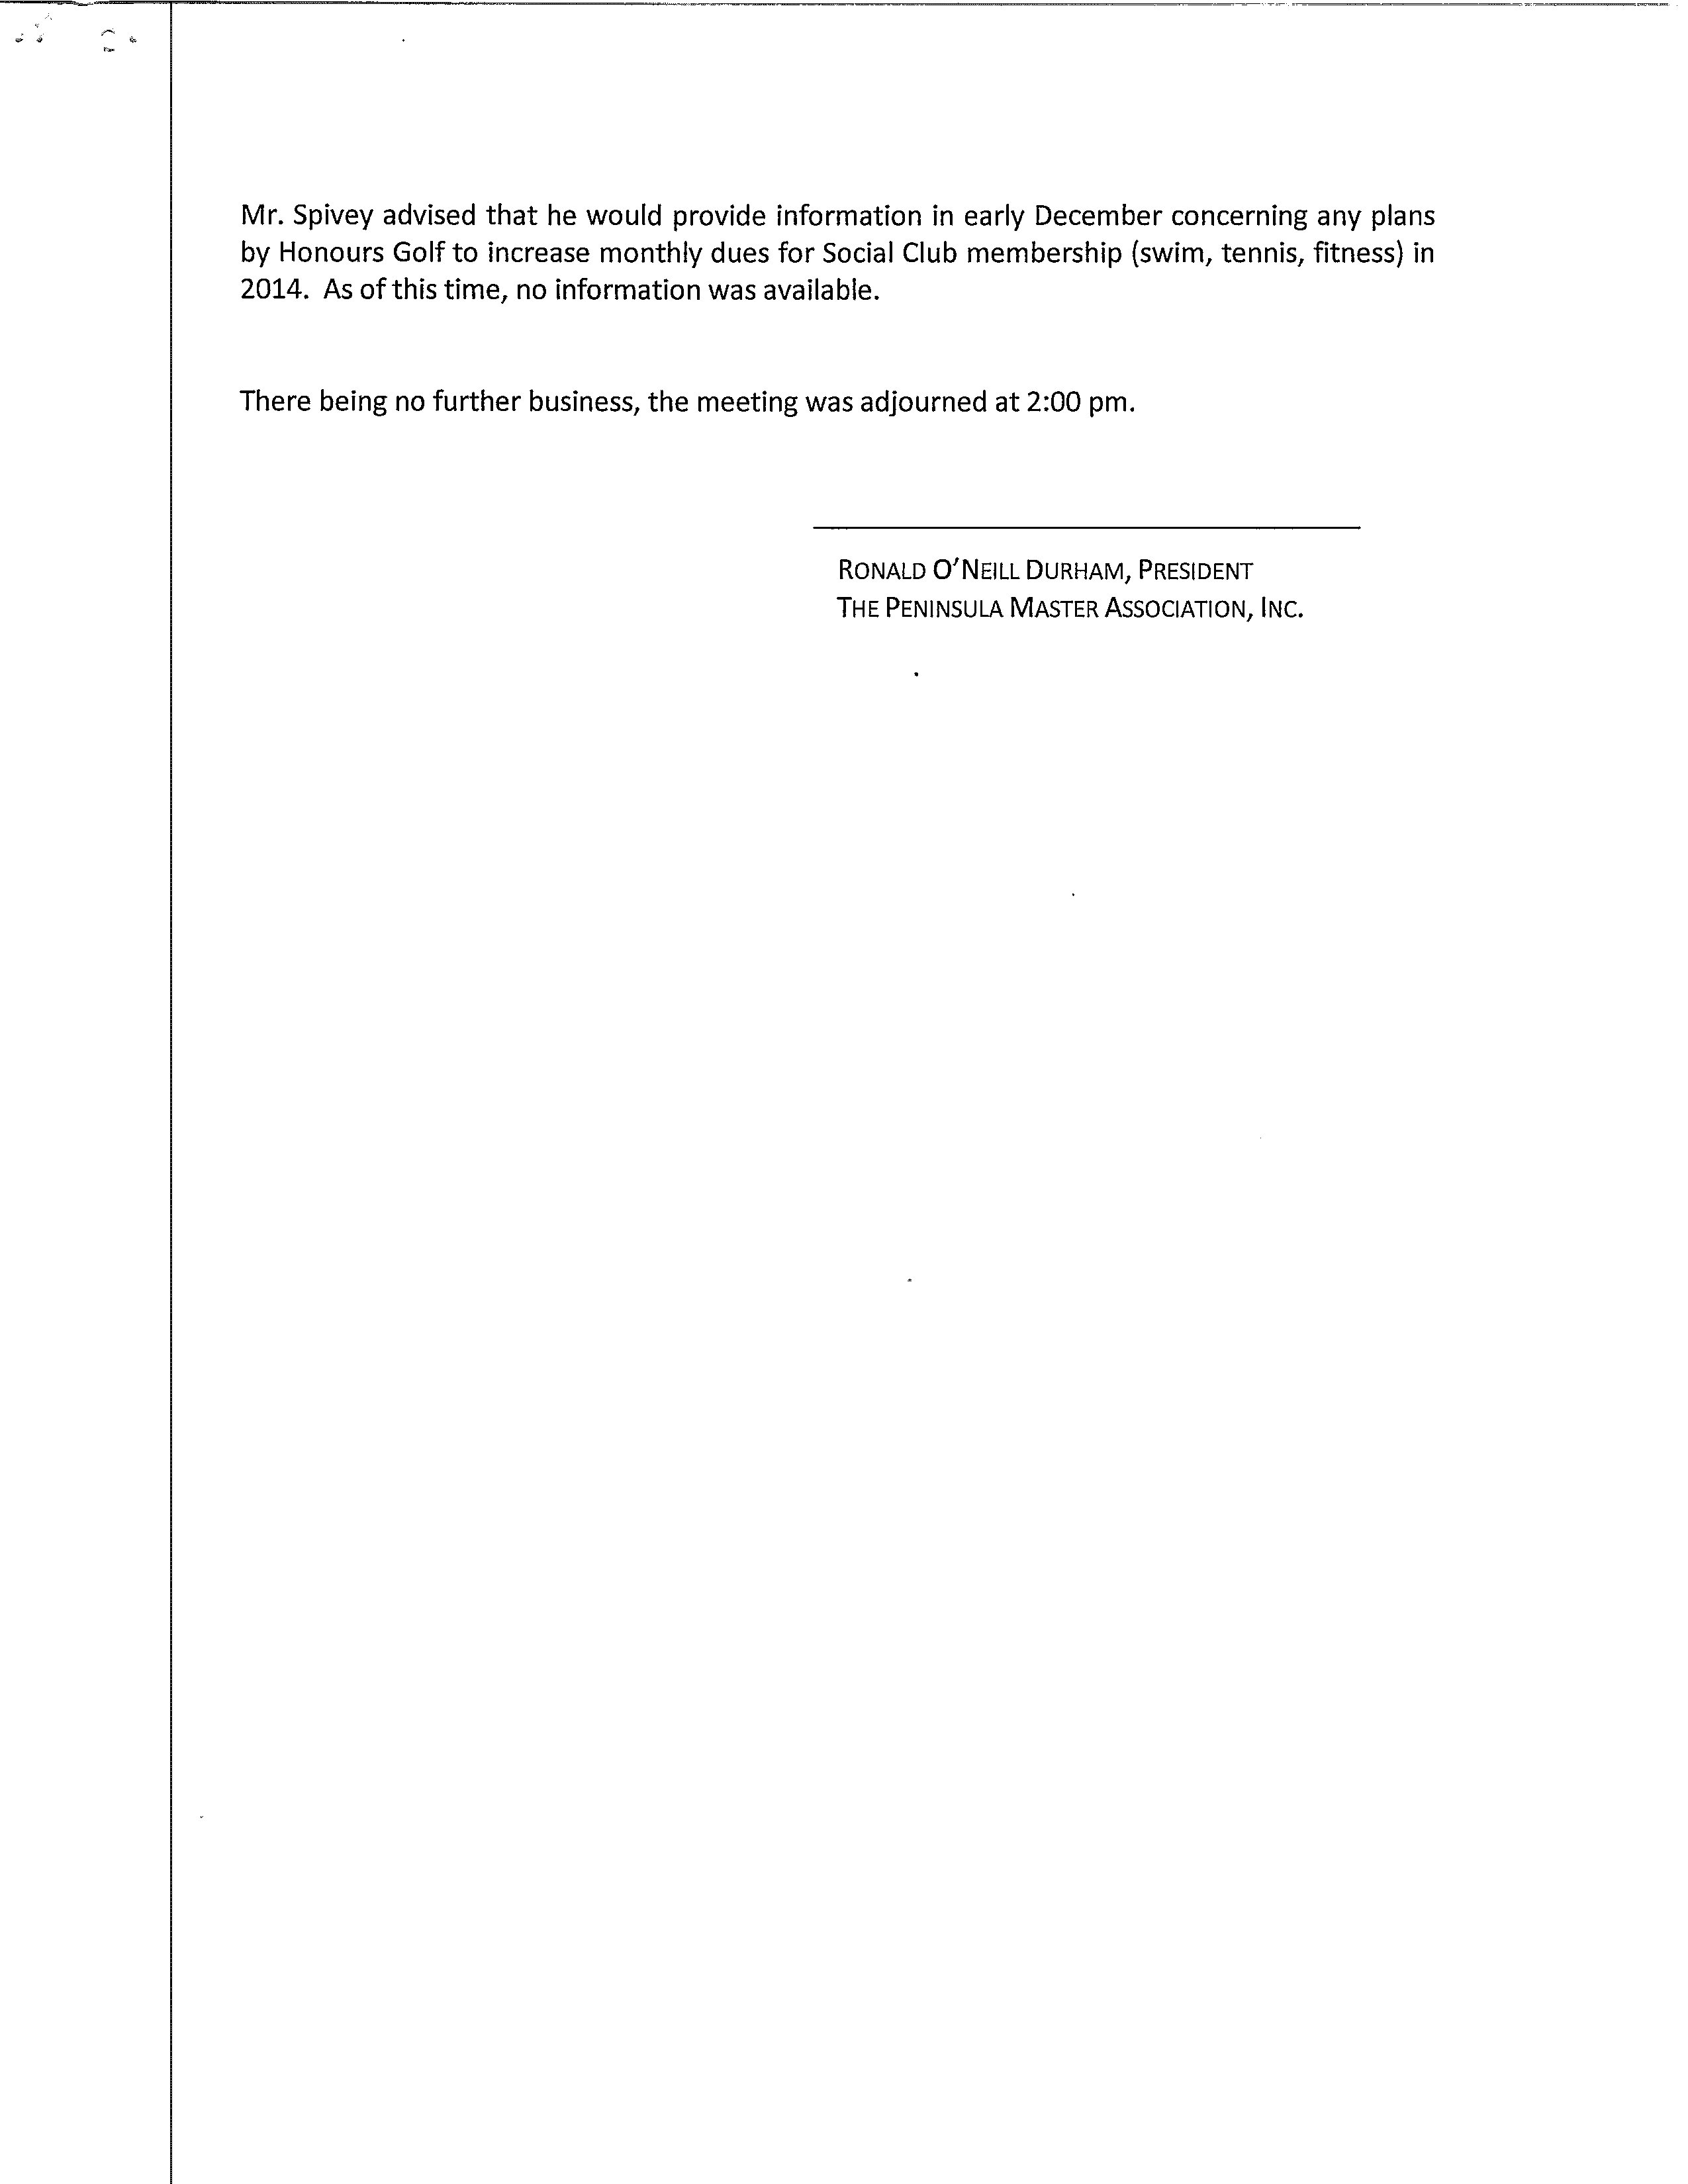 Mr. Spivey advised that he would provide information in early December concerning any plans
by Honours Golf to increase monthly dues for Social Club membership (swim, tennis, fitness) in
2014.  As of this time, no information was available.
There being no further business, the meeting was adjourned at 2:00 pm.
RONALD O'NEILL DURHAM, PRESIDENT
THE PENINSULA MASTER ASSOCIATION, INC.